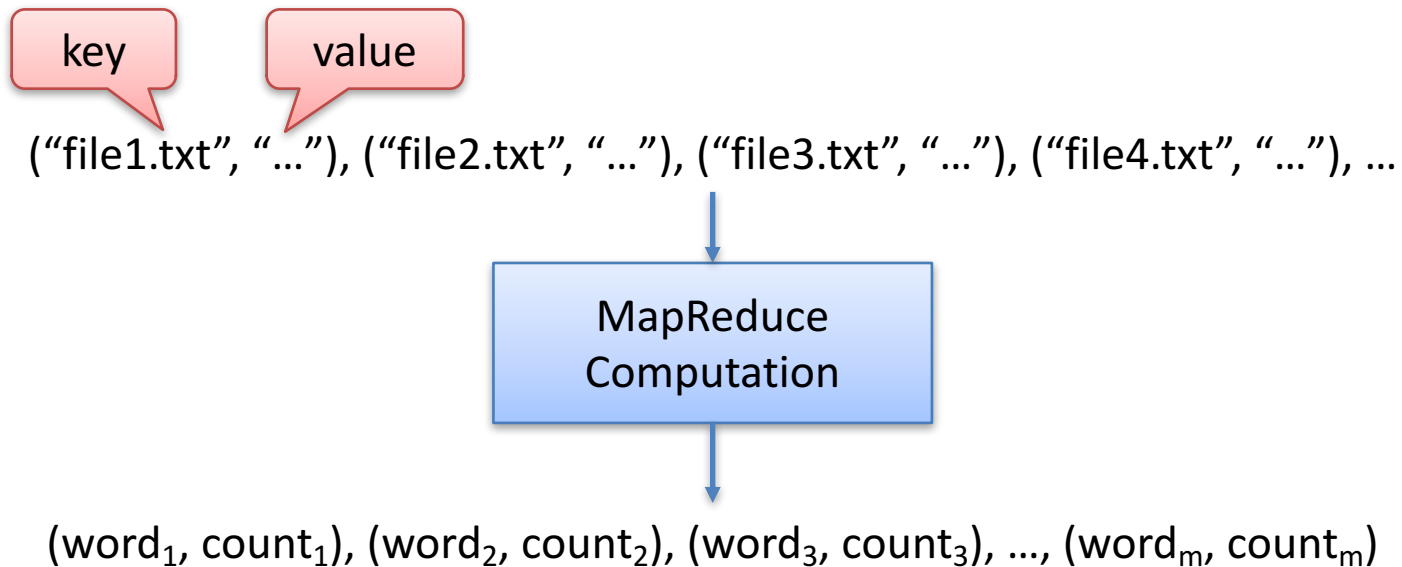 key
value
(“file1.txt”, “…”), (“file2.txt”, “…”), (“file3.txt”, “…”), (“file4.txt”, “…”), …
MapReduce
Computation
(word₁, count₁), (word₂, count₂), (word₃, count₃), …, (wordₘ, countₘ)